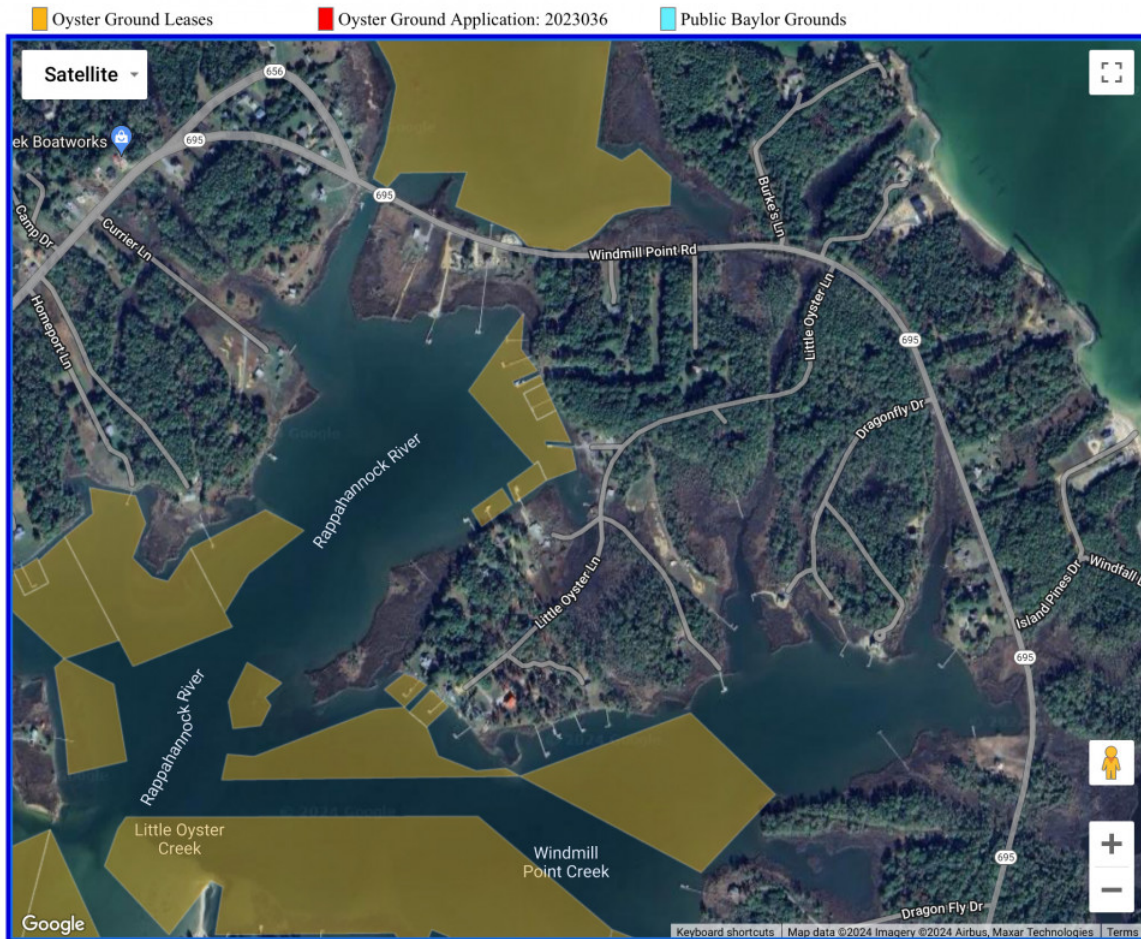 Oyster Ground Leases
Oyster Ground Application: 2023036
Public Baylor Grounds
Satellite
656
ek Boatworks
695
695
Camp Dr
Currier Ln
Burke's Ln
Windmill Point Rd
Homeport Ln
Little Oyster Ln
695
Dragonfly Dr
Rappahannock River
Island Pines Dr
Little Oyster Ln
695
Rappahannock River
Little Oyster
Creek
Windmill
Point Creek
695
Dragon Fly Dr
Google
Keyboard shortcuts
Map data ©2024 Imagery ©2024 Airbus, Maxar Technologies
Terms